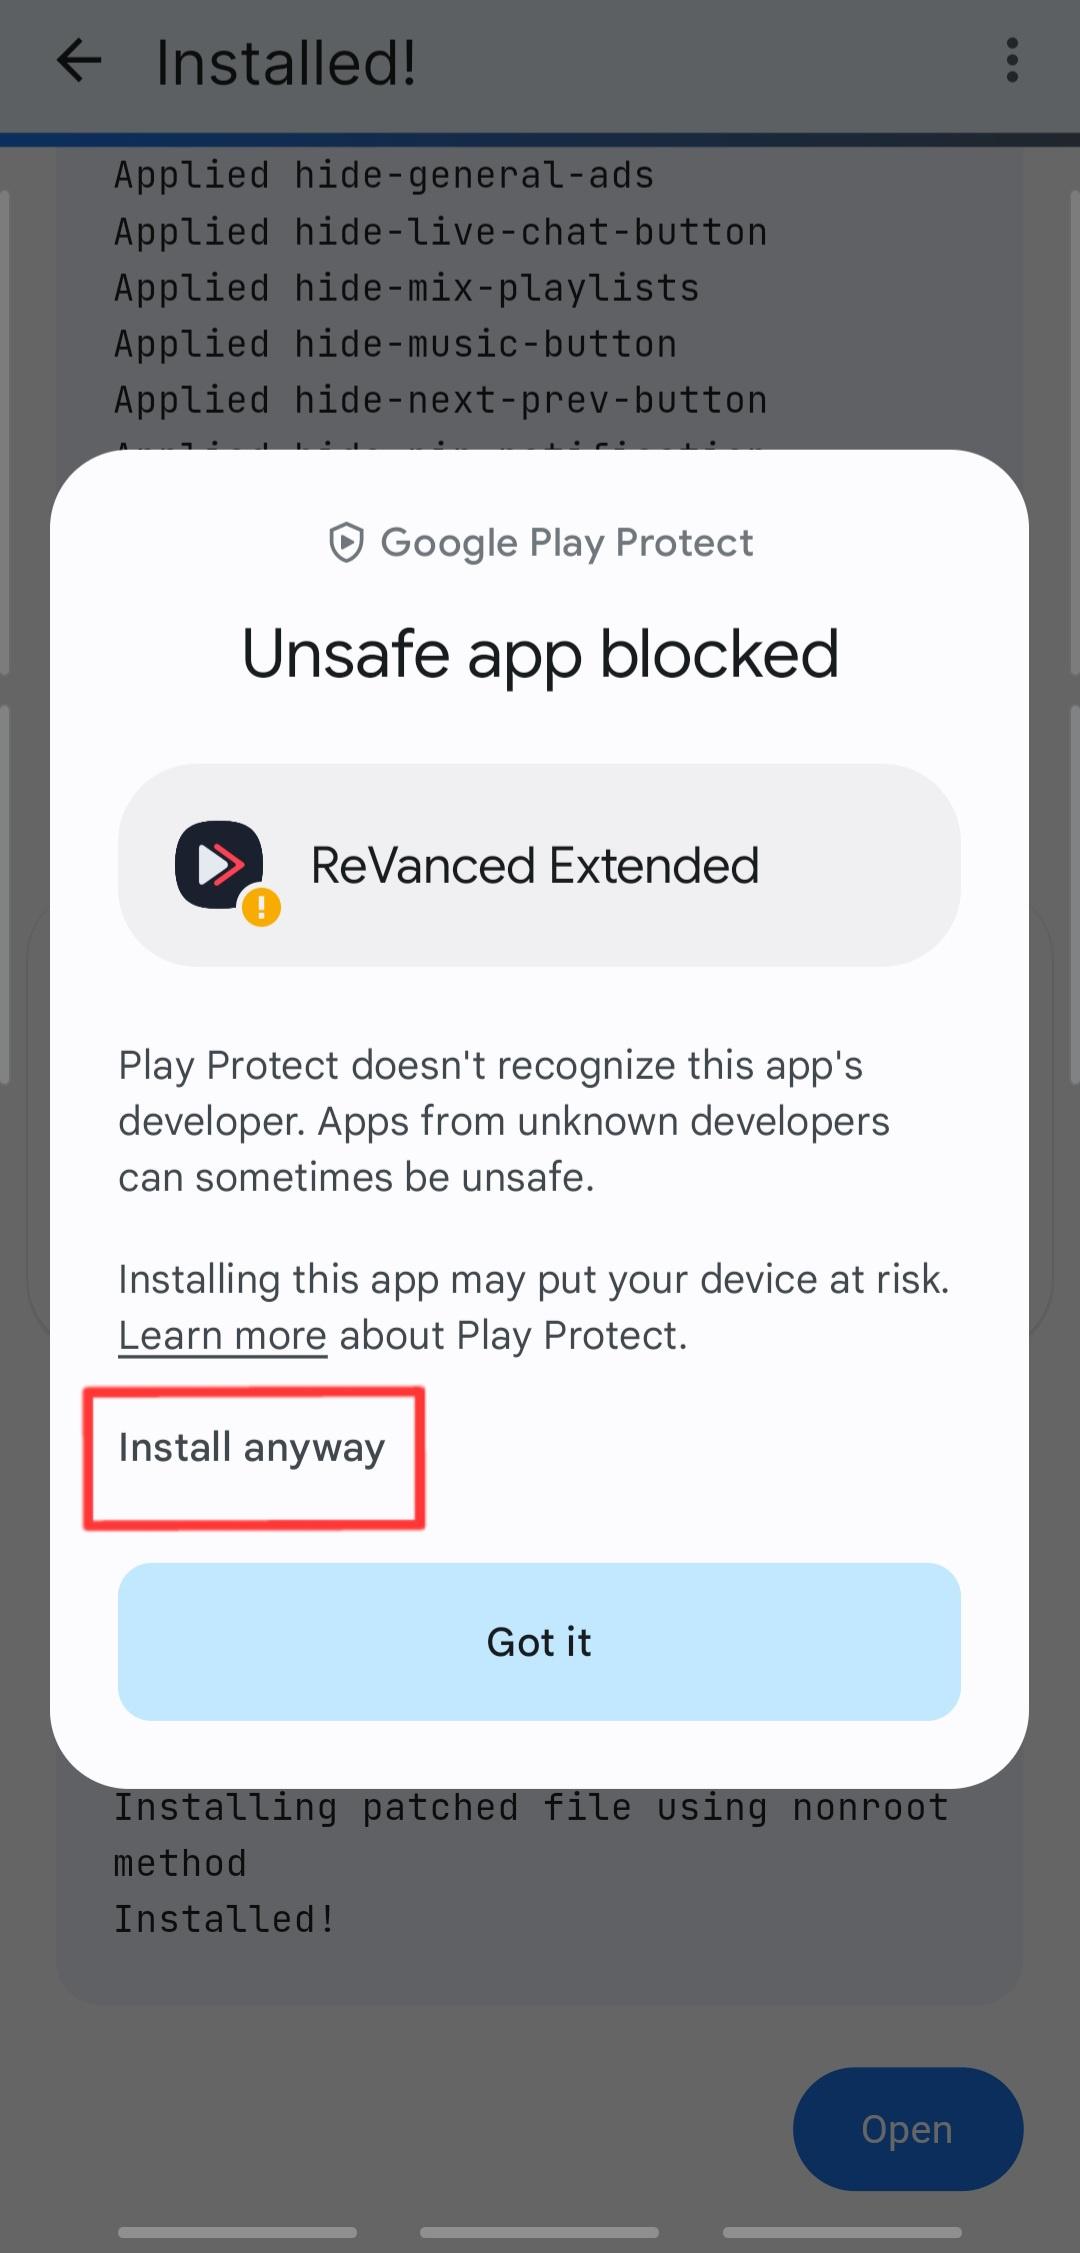 Installed!
Applied hide-general-ads
Applied hide-live-chat-button
Applied hide-mix-playlists
Applied hide-music-button
Applied hide-next-prev-button
Google Play Protect
Unsafe app blocked
ReVanced Extended
Play Protect doesn't recognize this app's
developer. Apps from unknown developers
can sometimes be unsafe.
Installing this app may put your device at risk.
Learn more about Play Protect.
Install anyway
Got it
Installing patched file using nonroot
method
Installed!
Open